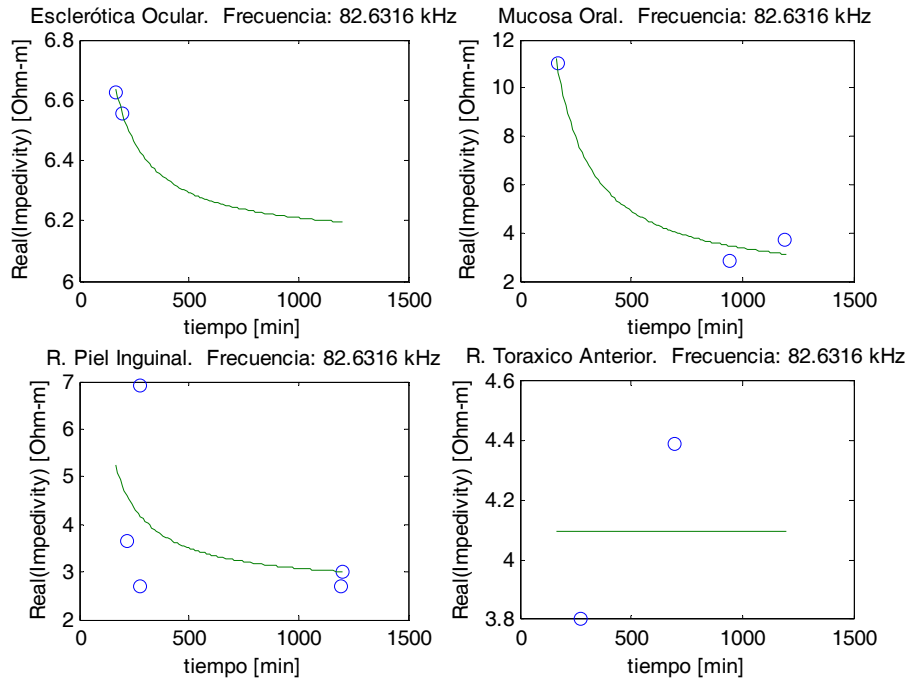 Esclerótica Ocular. Frecuencia: 82.6316 kHz
Real(Impedivity) [Ohm-m]
6.8
6.6
6.4
6.2
6
0 500 1000 1500
tiempo [min]
Mucosa Oral. Frecuencia: 82.6316 kHz
Real(Impedivity) [Ohm-m]
12
10
8
6
4
2
0 500 1000 1500
tiempo [min]
R. Piel Inguinal. Frecuencia: 82.6316 kHz
Real(Impedivity) [Ohm-m]
7
6
5
4
3
2
0 500 1000 1500
tiempo [min]
R. Toraxico Anterior. Frecuencia: 82.6316 kHz
Real(Impedivity) [Ohm-m]
4.6
4.4
4.2
4
3.8
0 500 1000 1500
tiempo [min]